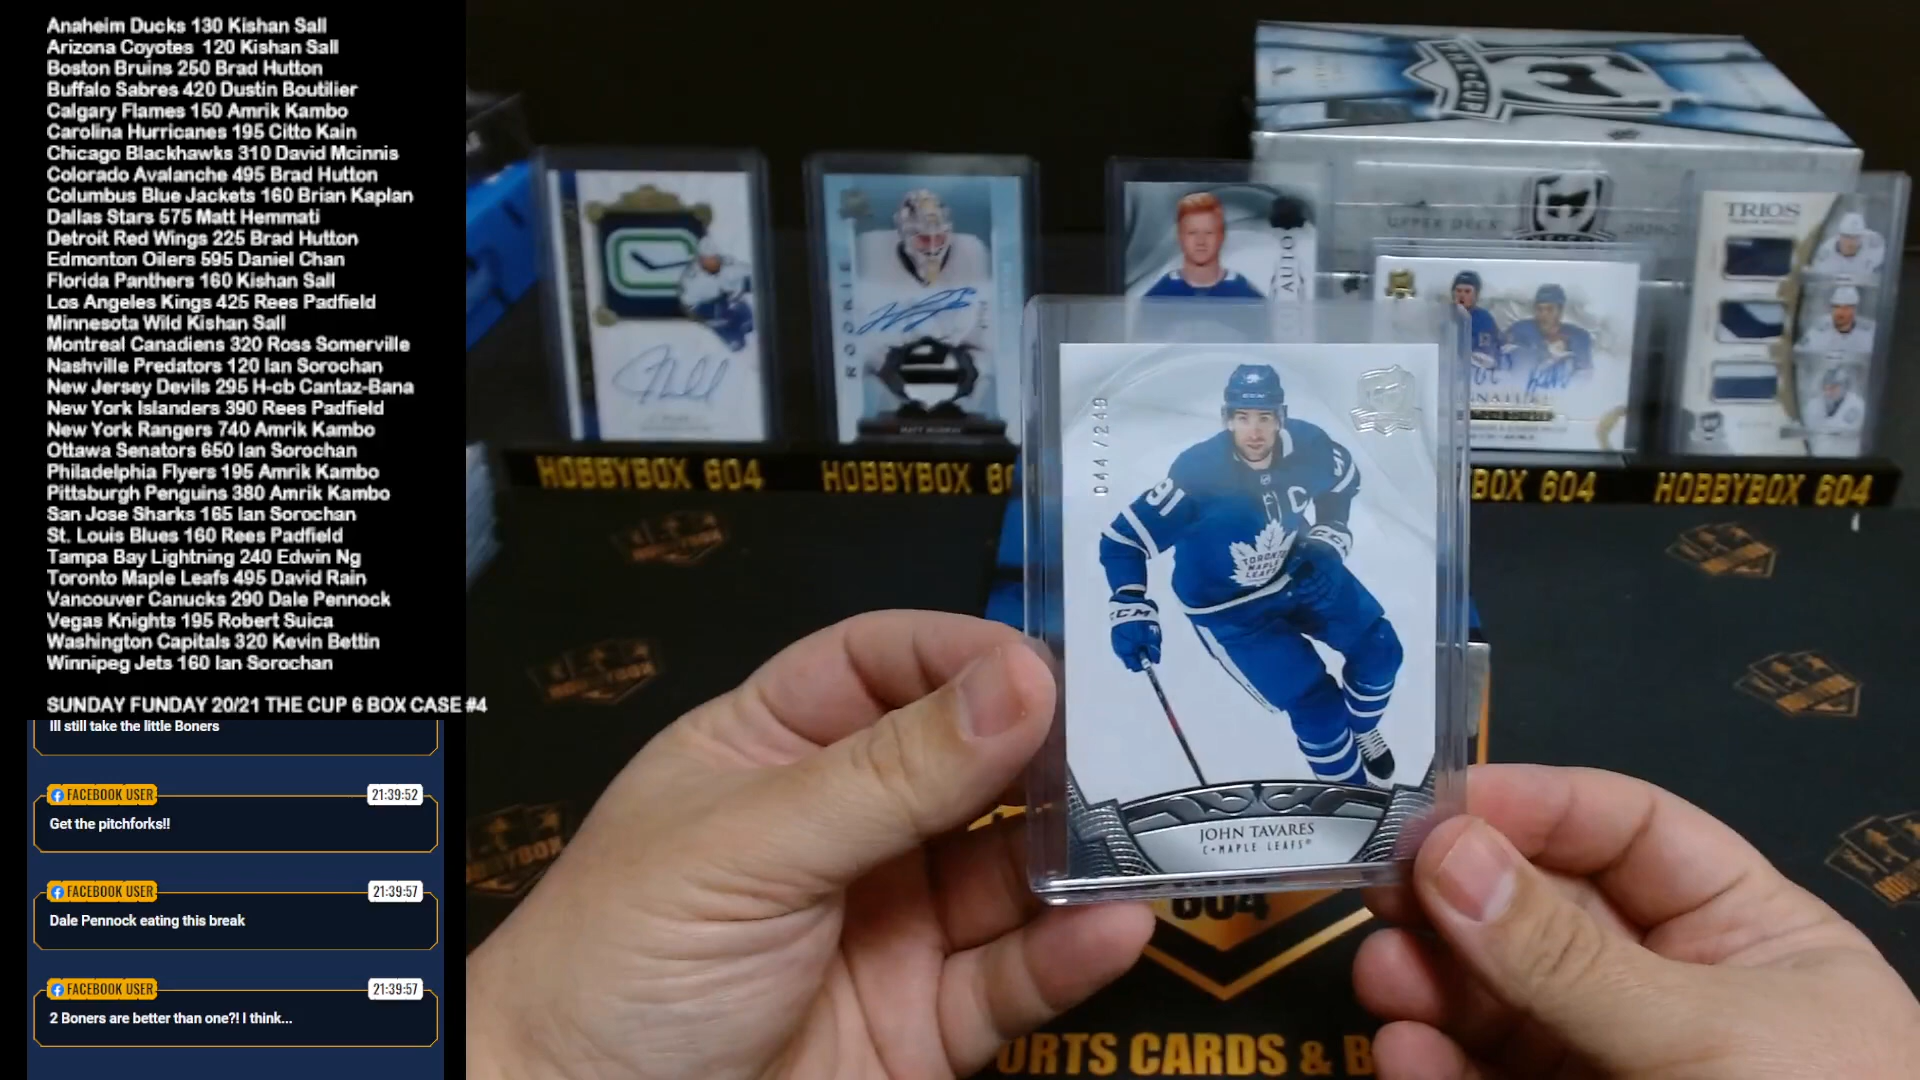 Anaheim Ducks 130 Kishan Sall
Arizona Coyotes 120 Kishan Sall
Boston Bruins 250 Brad Hutton
Buffalo Sabres 420 Dustin Boutilier
Calgary Flames 150 Amrik Kambo
Carolina Hurricanes 195 Citto Kain
Chicago Blackhawks 310 David Mcinnis
Colorado Avalanche 495 Brad Hutton
Columbus Blue Jackets 160 Brian Kaplan
Dallas Stars 575 Matt Hemmati
Detroit Red Wings 225 Brad Hutton
Edmonton Oilers 595 Daniel Chan
Florida Panthers 160 Kishan Sall
Los Angeles Kings 425 Rees Padfield
Minnesota Wild Kishan Sall
Montreal Canadiens 320 Ross Somerville
Nashville Predators 120 Ian Sorochan
New Jersey Devils 295 H-cb Cantaz-Bana
New York Islanders 390 Rees Padfield
New York Rangers 740 Amrik Kambo
Ottawa Senators 650 Ian Sorochan
Philadelphia Flyers 195 Amrik Kambo
Pittsburgh Penguins 380 Amrik Kambo
San Jose Sharks 165 Ian Sorochan
St. Louis Blues 160 Rees Padfield
Tampa Bay Lightning 240 Edwin Ng
Toronto Maple Leafs 495 David Rain
Vancouver Canucks 290 Dale Pennock
Vegas Knights 195 Robert Suica
Washington Capitals 320 Kevin Bettin
Winnipeg Jets 160 Ian Sorochan
SUNDAY FUNDAY 20/21 THE CUP 6 BOX CASE #4
Ill still take the little Boners
FACEBOOK USER 21:39:52
Get the pitchforks!!
FACEBOOK USER 21:39:57
Dale Pennock eating this break
FACEBOOK USER 21:39:57
2 Boners are better than one?! I think...
THE CUP
UPPER DECK
TRIOS
ROOKIE
AUTO
HOBBYBOX 604
HOBBYBOX 60
BOX 604
HOBBYBOX 604
044/249
91
C
CCM
TORONTO
MAPLE
LEAFS
CCM
JOHN TAVARES
C • MAPLE LEAFS
604
ORTS CARDS & B